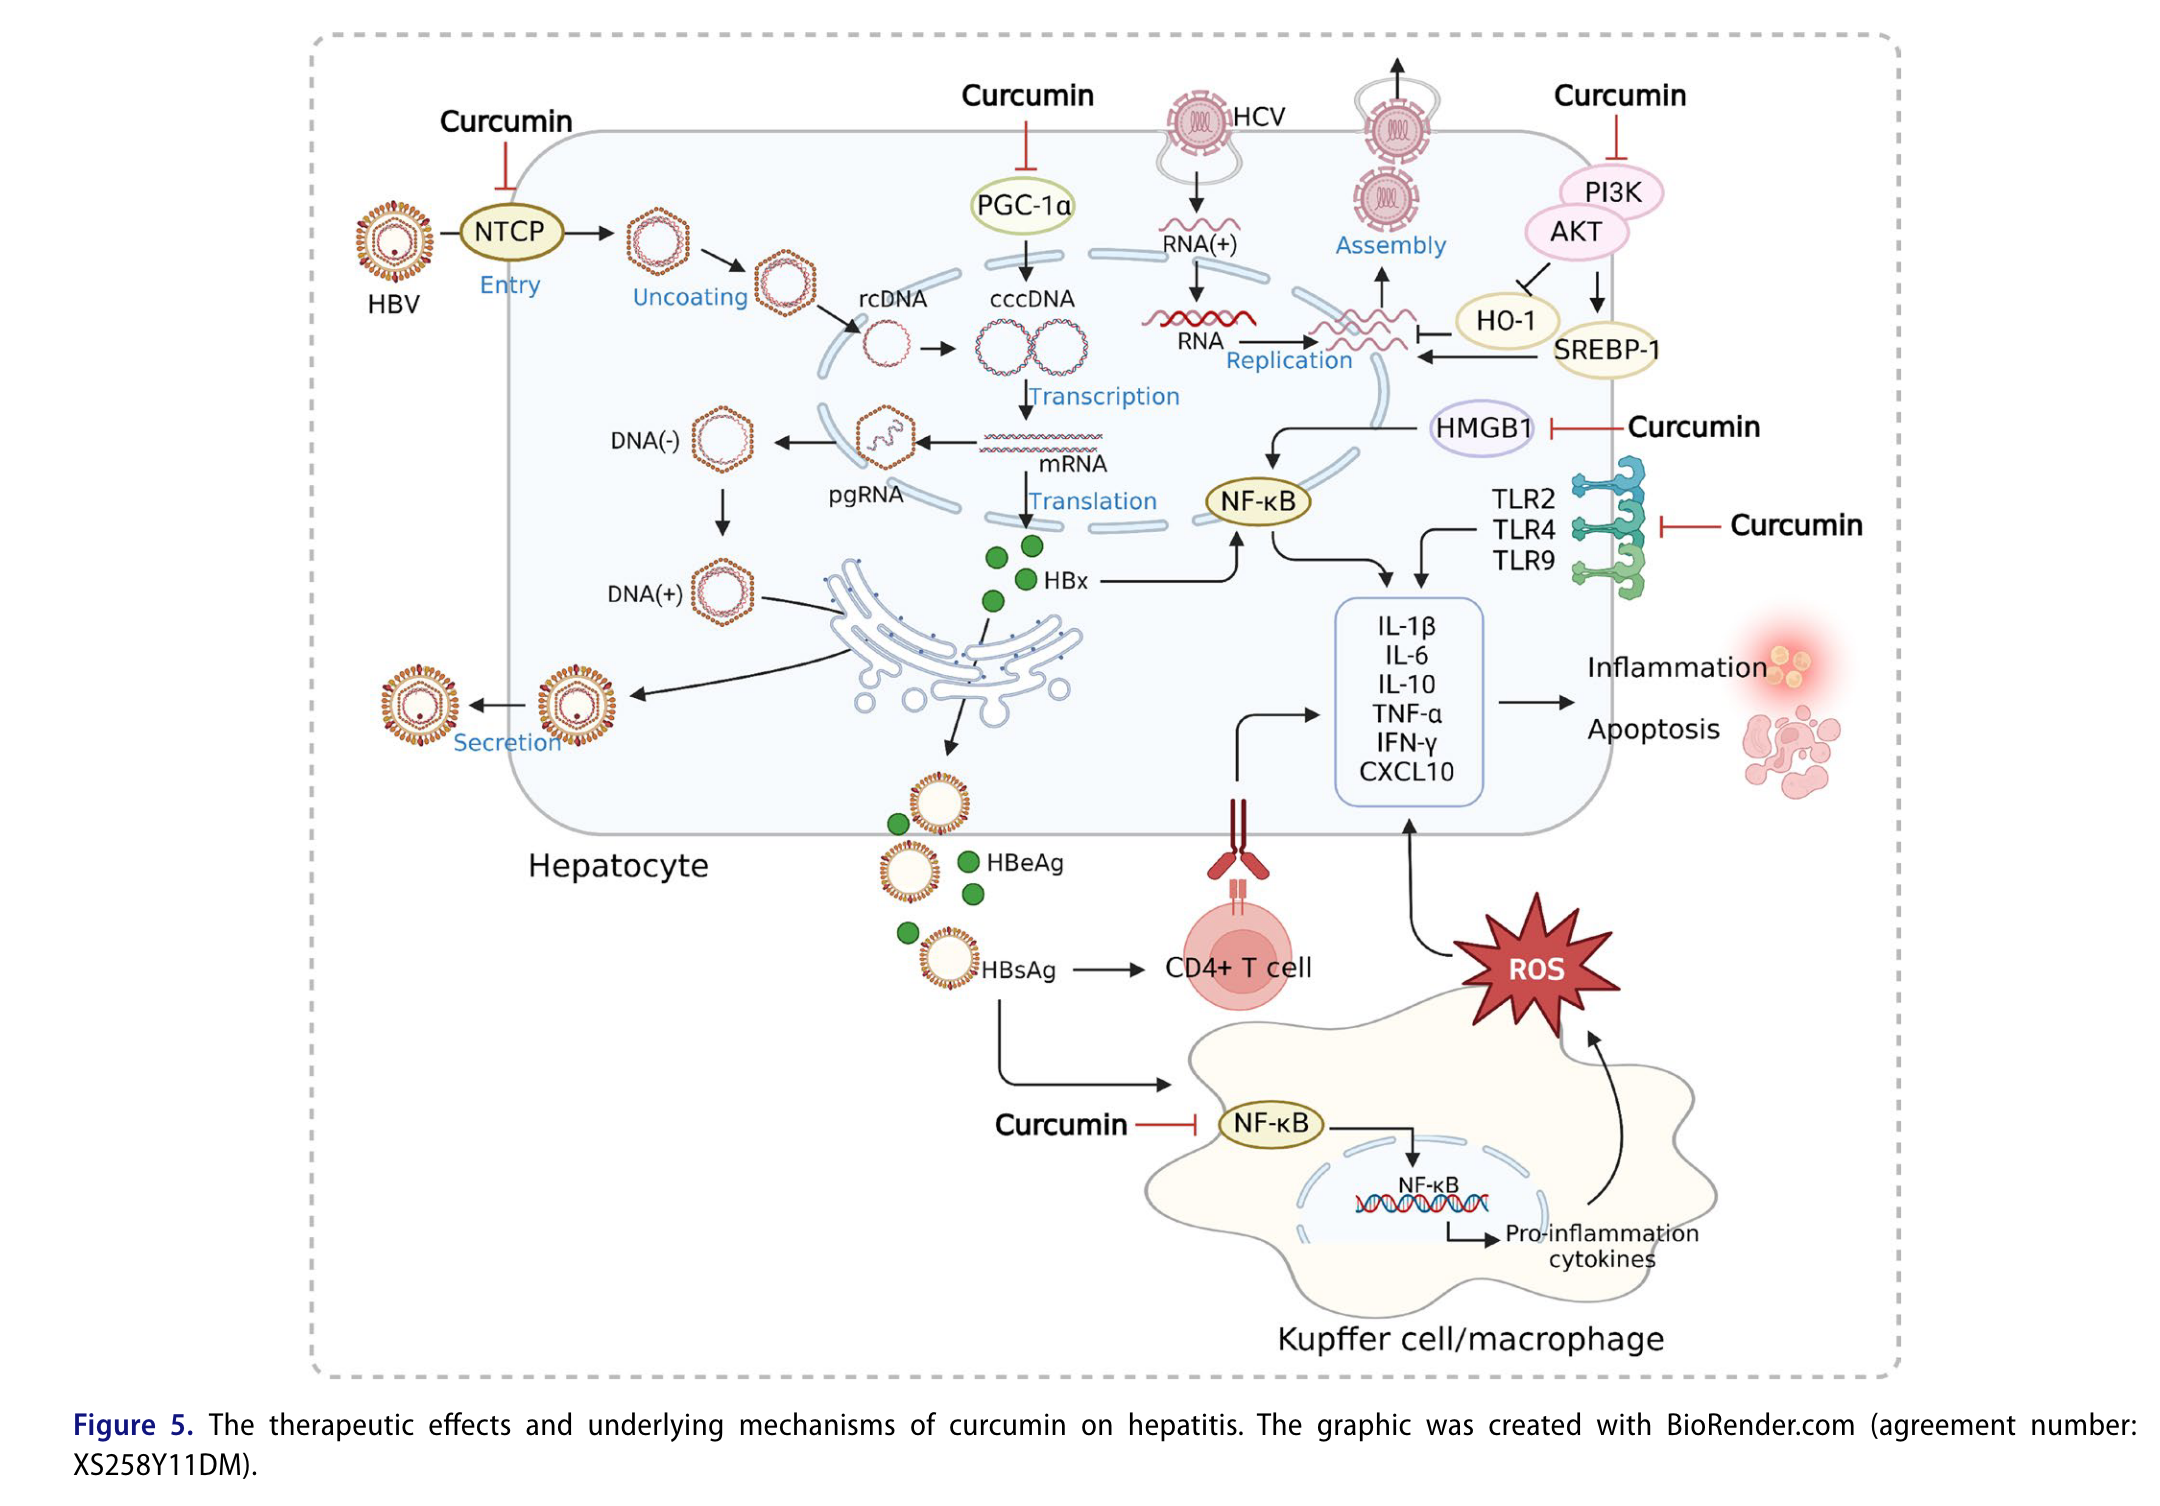 Curcumin
Curcumin
Curcumin
HCV
PI3K
PGC-1α
AKT
NTCP
RNA(+)
Assembly
Entry
HBV
Uncoating
rcDNA
cccDNA
HO-1
RNA
SREBP-1
Replication
Transcription
HMGB1
Curcumin
DNA(-)
mRNA
pgRNA
Translation
NF-κB
TLR2
TLR4
TLR9
Curcumin
HBx
DNA(+)
IL-1β
IL-6
IL-10
TNF-α
IFN-γ
CXCL10
Inflammation
Apoptosis
Secretion
Hepatocyte
HBeAg
HBsAg
CD4+ T cell
ROS
Curcumin
NF-κB
NF-κB
Pro-inflammation
cytokines
Kupffer cell/macrophage
Figure 5. The therapeutic effects and underlying mechanisms of curcumin on hepatitis. The graphic was created with BioRender.com (agreement number:
XS258Y11DM).